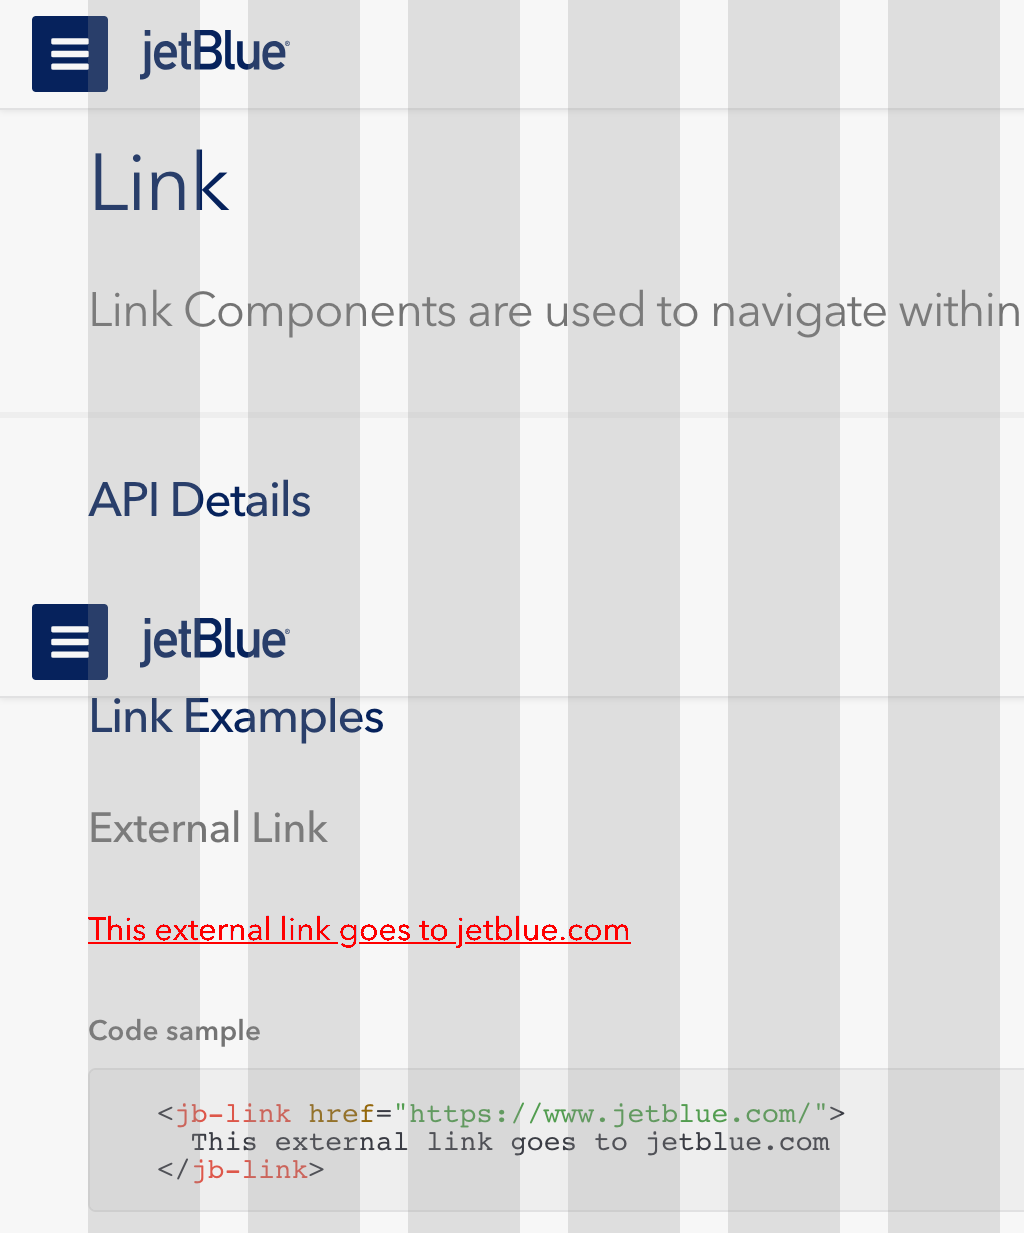 jetBlue®
Link
Link Components are used to navigate within
API Details
jetBlue®
Link Examples
External Link
This external link goes to jetblue.com
Code sample
<jb-link href="https://www.jetblue.com/">
  This external link goes to jetblue.com
</jb-link>